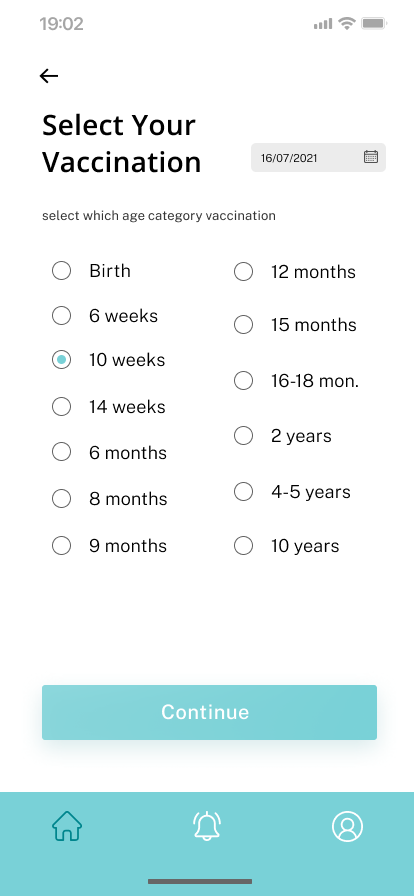 19:02
Select Your
Vaccination
16/07/2021
select which age category vaccination
Birth
6 weeks
10 weeks
14 weeks
6 months
8 months
9 months
12 months
15 months
16-18 mon.
2 years
4-5 years
10 years
Continue